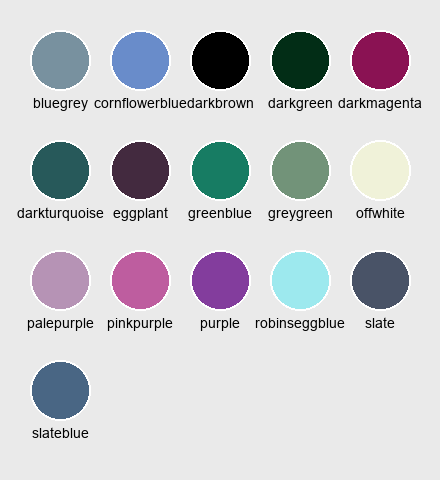 bluegrey cornflowerblue darkbrown darkgreen darkmagenta
darkturquoise eggplant greenblue greygreen offwhite
palepurple pinkpurple purple robinseggblue slate
slateblue